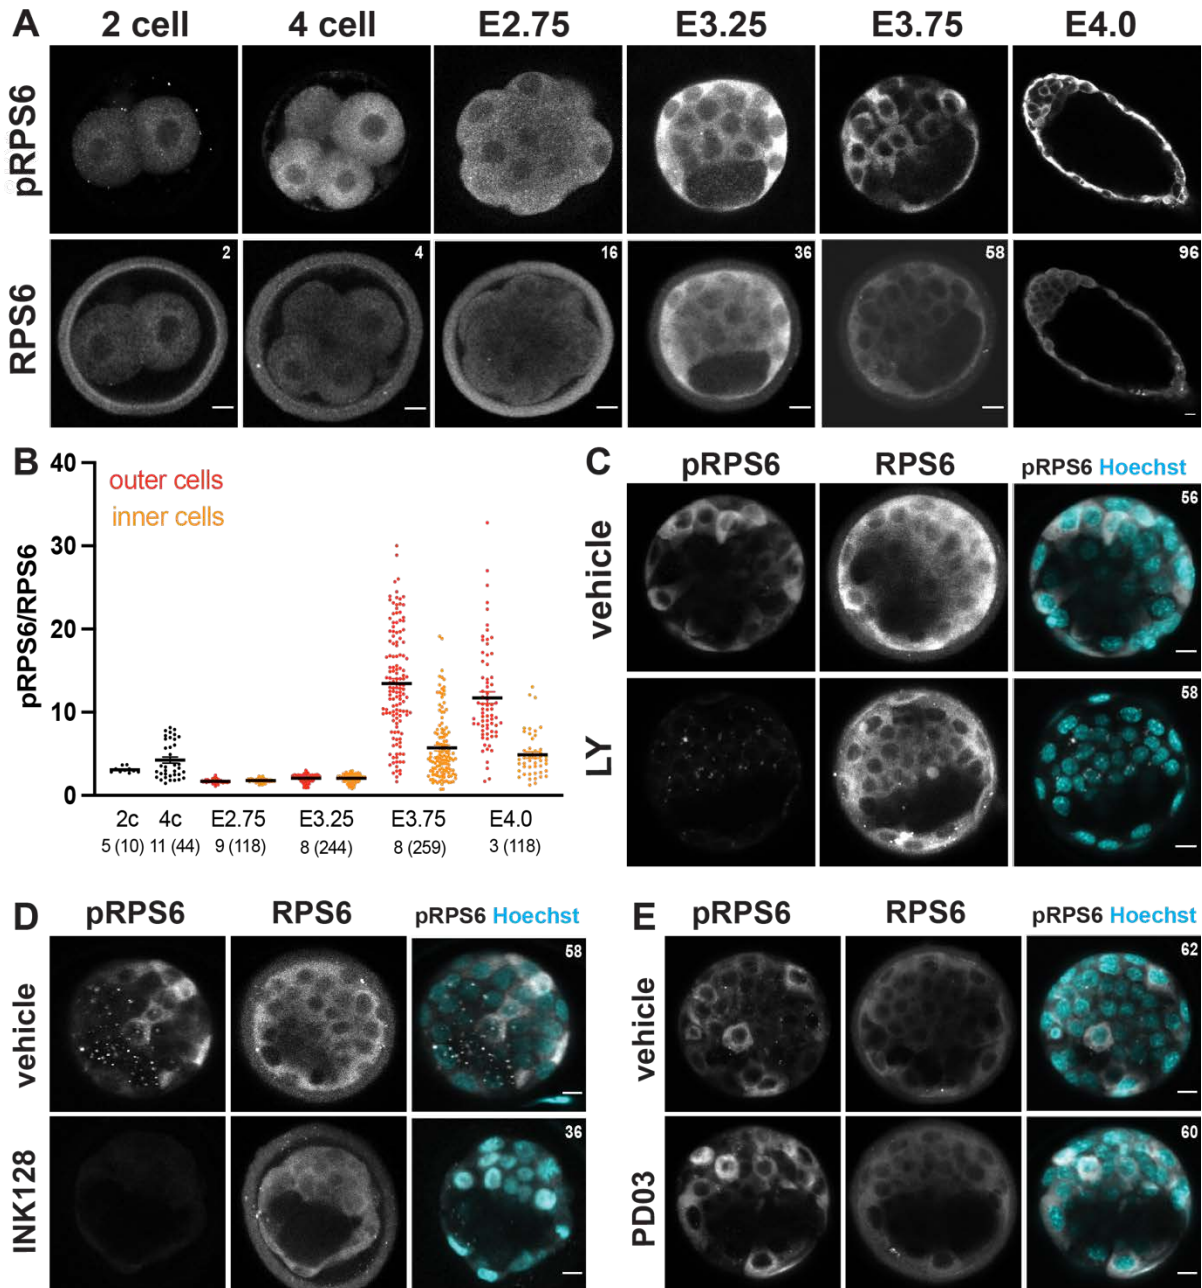 A
2 cell 4 cell E2.75 E3.25 E3.75 E4.0
pRPS6
RPS6
2 4 16 36 58 96
B
pRPS6/RPS6
40
30
20
10
0
outer cells
inner cells
2c 4c E2.75 E3.25 E3.75 E4.0
5 (10) 11 (44) 9 (118) 8 (244) 8 (259) 3 (118)
C
pRPS6 RPS6 pRPS6 Hoechst
vehicle
56
LY
58
D
pRPS6 RPS6 pRPS6 Hoechst
vehicle
58
INK128
36
E
pRPS6 RPS6 pRPS6 Hoechst
vehicle
62
PD03
60